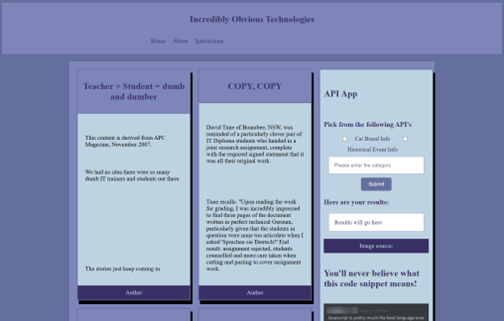 Incredibly Obvious Technologies
Home About Instructions
Teacher + Student = dumb
and dumber
This content is derived from APC
Magazine, November 2007.
We had no idea there were so many
dumb IT trainers and students out there.
The stories just keep coming in.
Author
COPY, COPY
David Tune of Boambee, NSW, was
reminded of a particularly clever pair of
IT Diploma students who handed in a
joint research assignment, complete
with the required signed statement that it
was all their original work.
Tune recalls: "Upon reading the work
for grading, I was incredibly impressed
to find three pages of the document
written in perfect technical German,
particularly given that the students in
question were none too articulate when I
asked 'Sprechen sie Deutsch?' End
result: assignment rejected, students
counselled and more care taken when
cutting and pasting to cover assignment
work.
Author
API App
Pick from the following API's
Cat Breed Info
Historical Event Info
Please enter the category
Submit
Here are your results:
Results will go here
Image source:
You'll never believe what
this code snippet means!
Javascript is pretty much the best language ever.